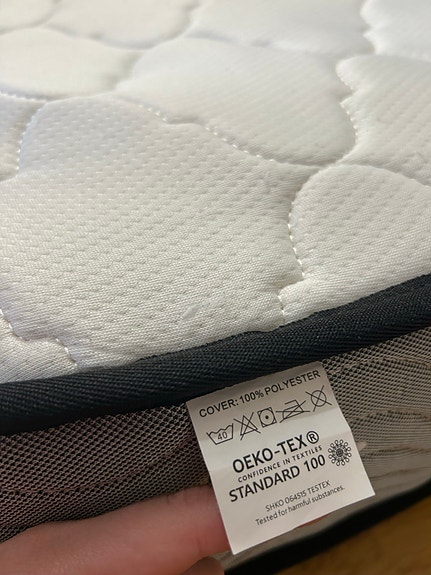 COVER: 100% POLYESTER
40
OEKO-TEX®
CONFIDENCE IN TEXTILES
STANDARD 100
SHKO 064515 TESTEX
Tested for harmful substances.